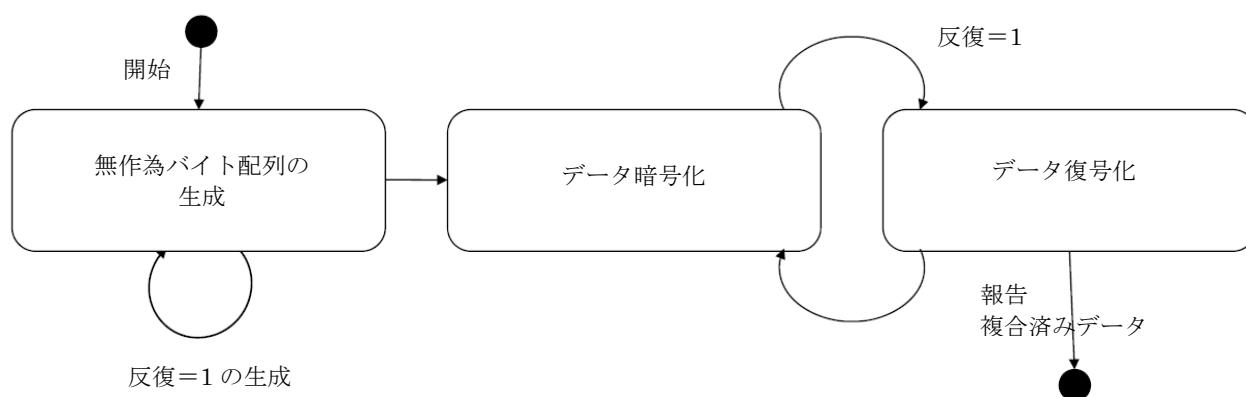 反復＝1
開始
無作為バイト配列の
生成
データ暗号化
データ復号化
報告
複合済みデータ
反復＝1 の生成